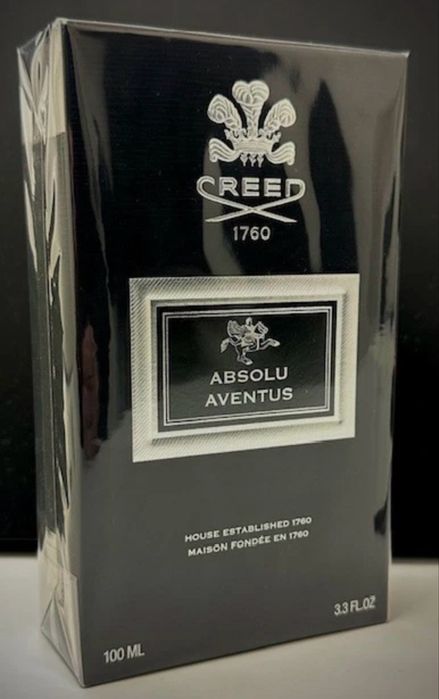 CREED
1760
ABSOLU
AVENTUS
HOUSE ESTABLISHED 1760
MAISON FONDÉE EN 1760
100 ML
3.3 FL.OZ